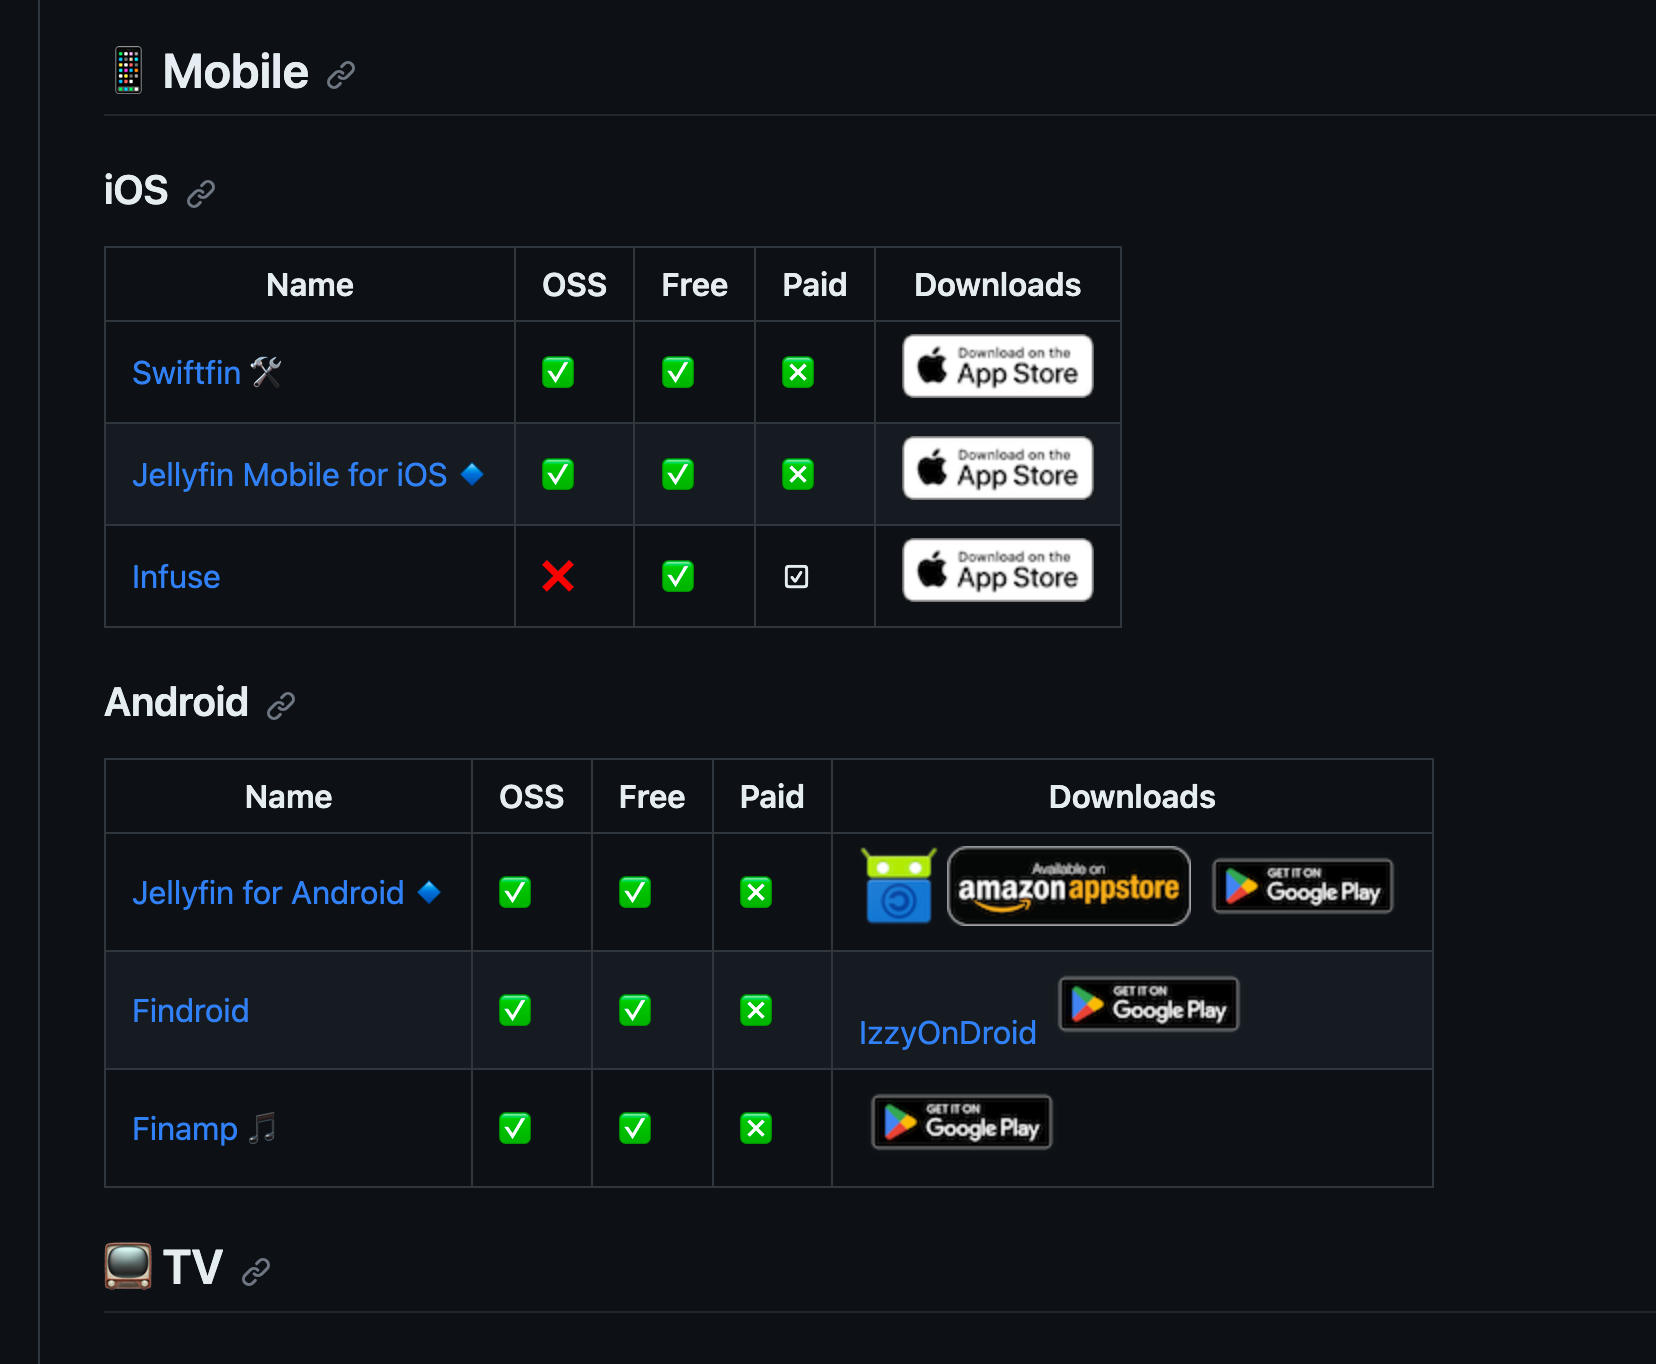 📱 Mobile
iOS
Name OSS Free Paid Downloads
Swiftfin 🛠 ✅ ✅ ❎ Download on the App Store
Jellyfin Mobile for iOS 🔹 ✅ ✅ ❎ Download on the App Store
Infuse ❌ ✅ ☑ Download on the App Store
Android
Name OSS Free Paid Downloads
Jellyfin for Android 🔹 ✅ ✅ ❎ Available on amazon appstore GET IT ON Google Play
Findroid ✅ ✅ ❎ IzzyOnDroid GET IT ON Google Play
Finamp 🎵 ✅ ✅ ❎ GET IT ON Google Play
📺 TV